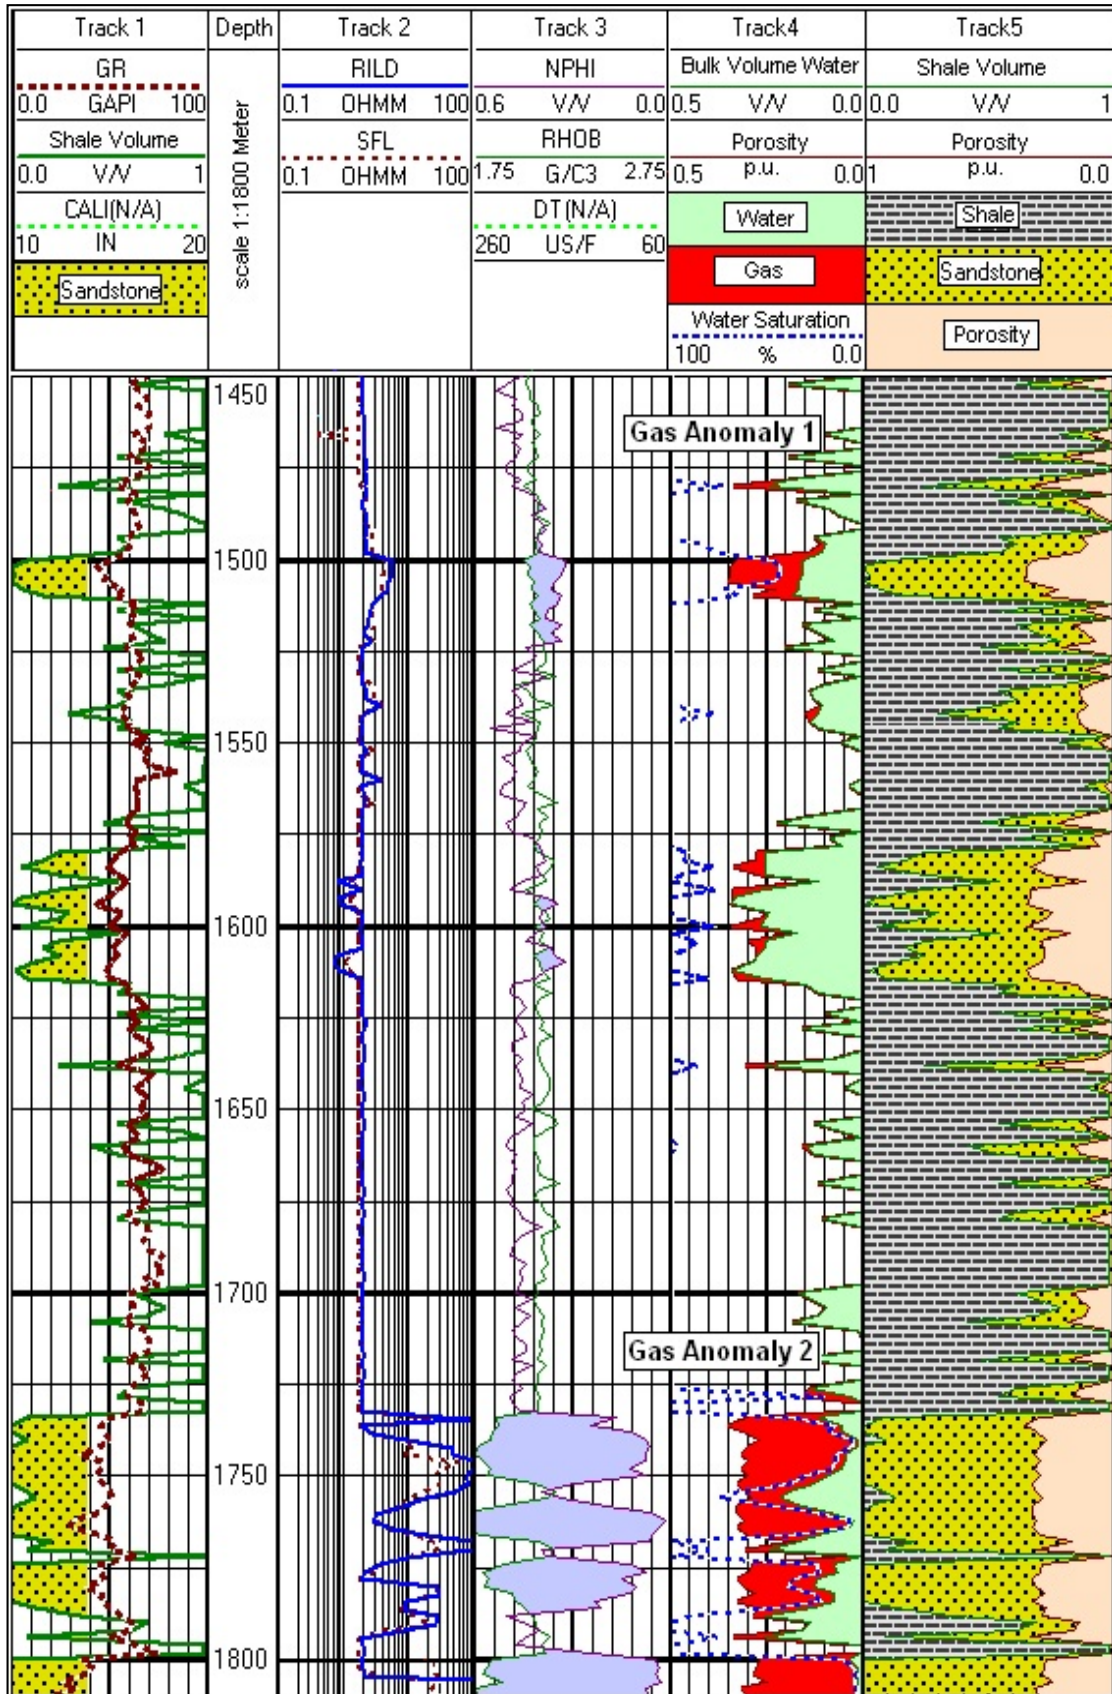 Track 1 Depth Track 2 Track 3 Track4 Track5
GR RILD NPHI Bulk Volume Water Shale Volume
0.0 GAPI 100 0.1 OHMM 100 0.6 V/V 0.0 0.5 V/V 0.0 0.0 V/V 1
Shale Volume SFL RHOB Porosity Porosity
0.0 V/V 1 0.1 OHMM 100 1.75 G/C3 2.75 0.5 p.u. 0.0 1 p.u. 0.0
CALI(N/A) DT(N/A) Water Shale
10 IN 20 260 US/F 60
Sandstone Gas Sandstone
scale 1:1800 Meter
Water Saturation Porosity
100 % 0.0
1450
Gas Anomaly 1
1500
1550
1600
1650
1700
Gas Anomaly 2
1750
1800